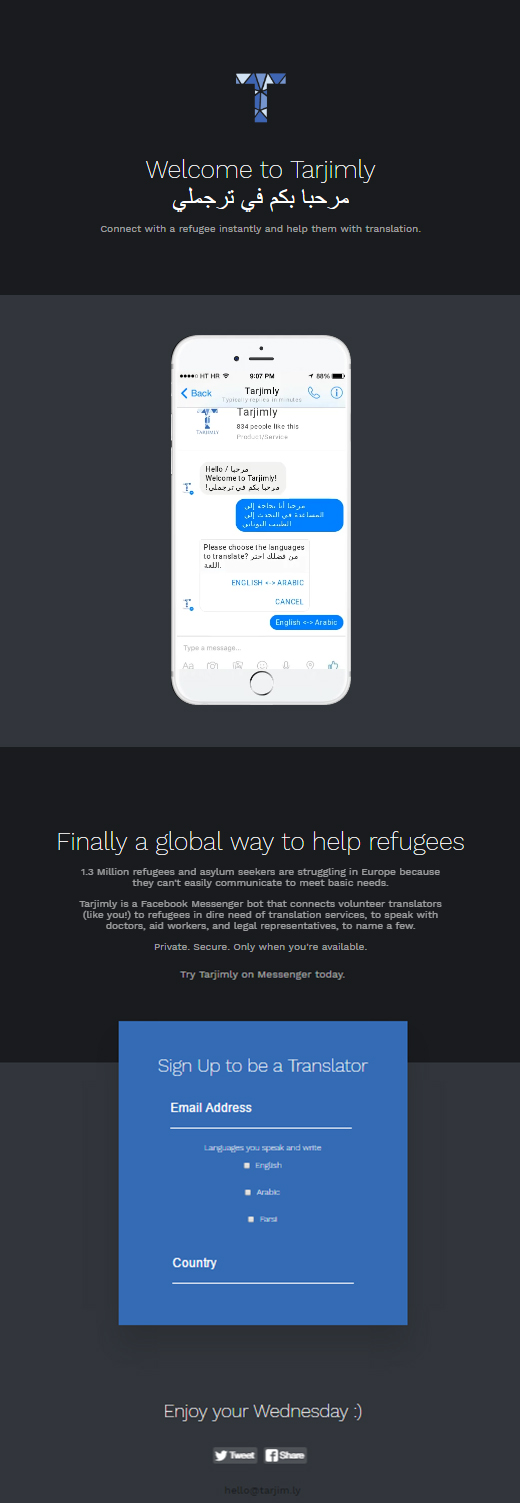 Welcome to Tarjimly
مرحبا بكم في ترجملي
Connect with a refugee instantly and help them with translation.
HT HR
9:07 PM
88%
Back
Tarjimly
Typically replies in minutes
Tarjimly
TARJIMLY
834 people like this
Product/Service
Hello / مرحبا
Welcome to Tarjimly!
مرحبا بكم في ترجملي!
مرحبا أنا بحاجة إلى
المساعدة في التحدث إلى
الطبيب اليوناني
Please choose the languages
to translate? من فضلك اختر
اللغة.
ENGLISH <-> ARABIC
CANCEL
English <-> Arabic
Type a message...
Aa
Finally a global way to help refugees
1.3 Million refugees and asylum seekers are struggling in Europe because
they can't easily communicate to meet basic needs.
Tarjimly is a Facebook Messenger bot that connects volunteer translators
(like you!) to refugees in dire need of translation services, to speak with
doctors, aid workers, and legal representatives, to name a few.
Private. Secure. Only when you're available.
Try Tarjimly on Messenger today.
Sign Up to be a Translator
Email Address
Languages you speak and write
English
Arabic
Farsi
Country
Enjoy your Wednesday :)
Tweet
Share
hello@tarjim.ly